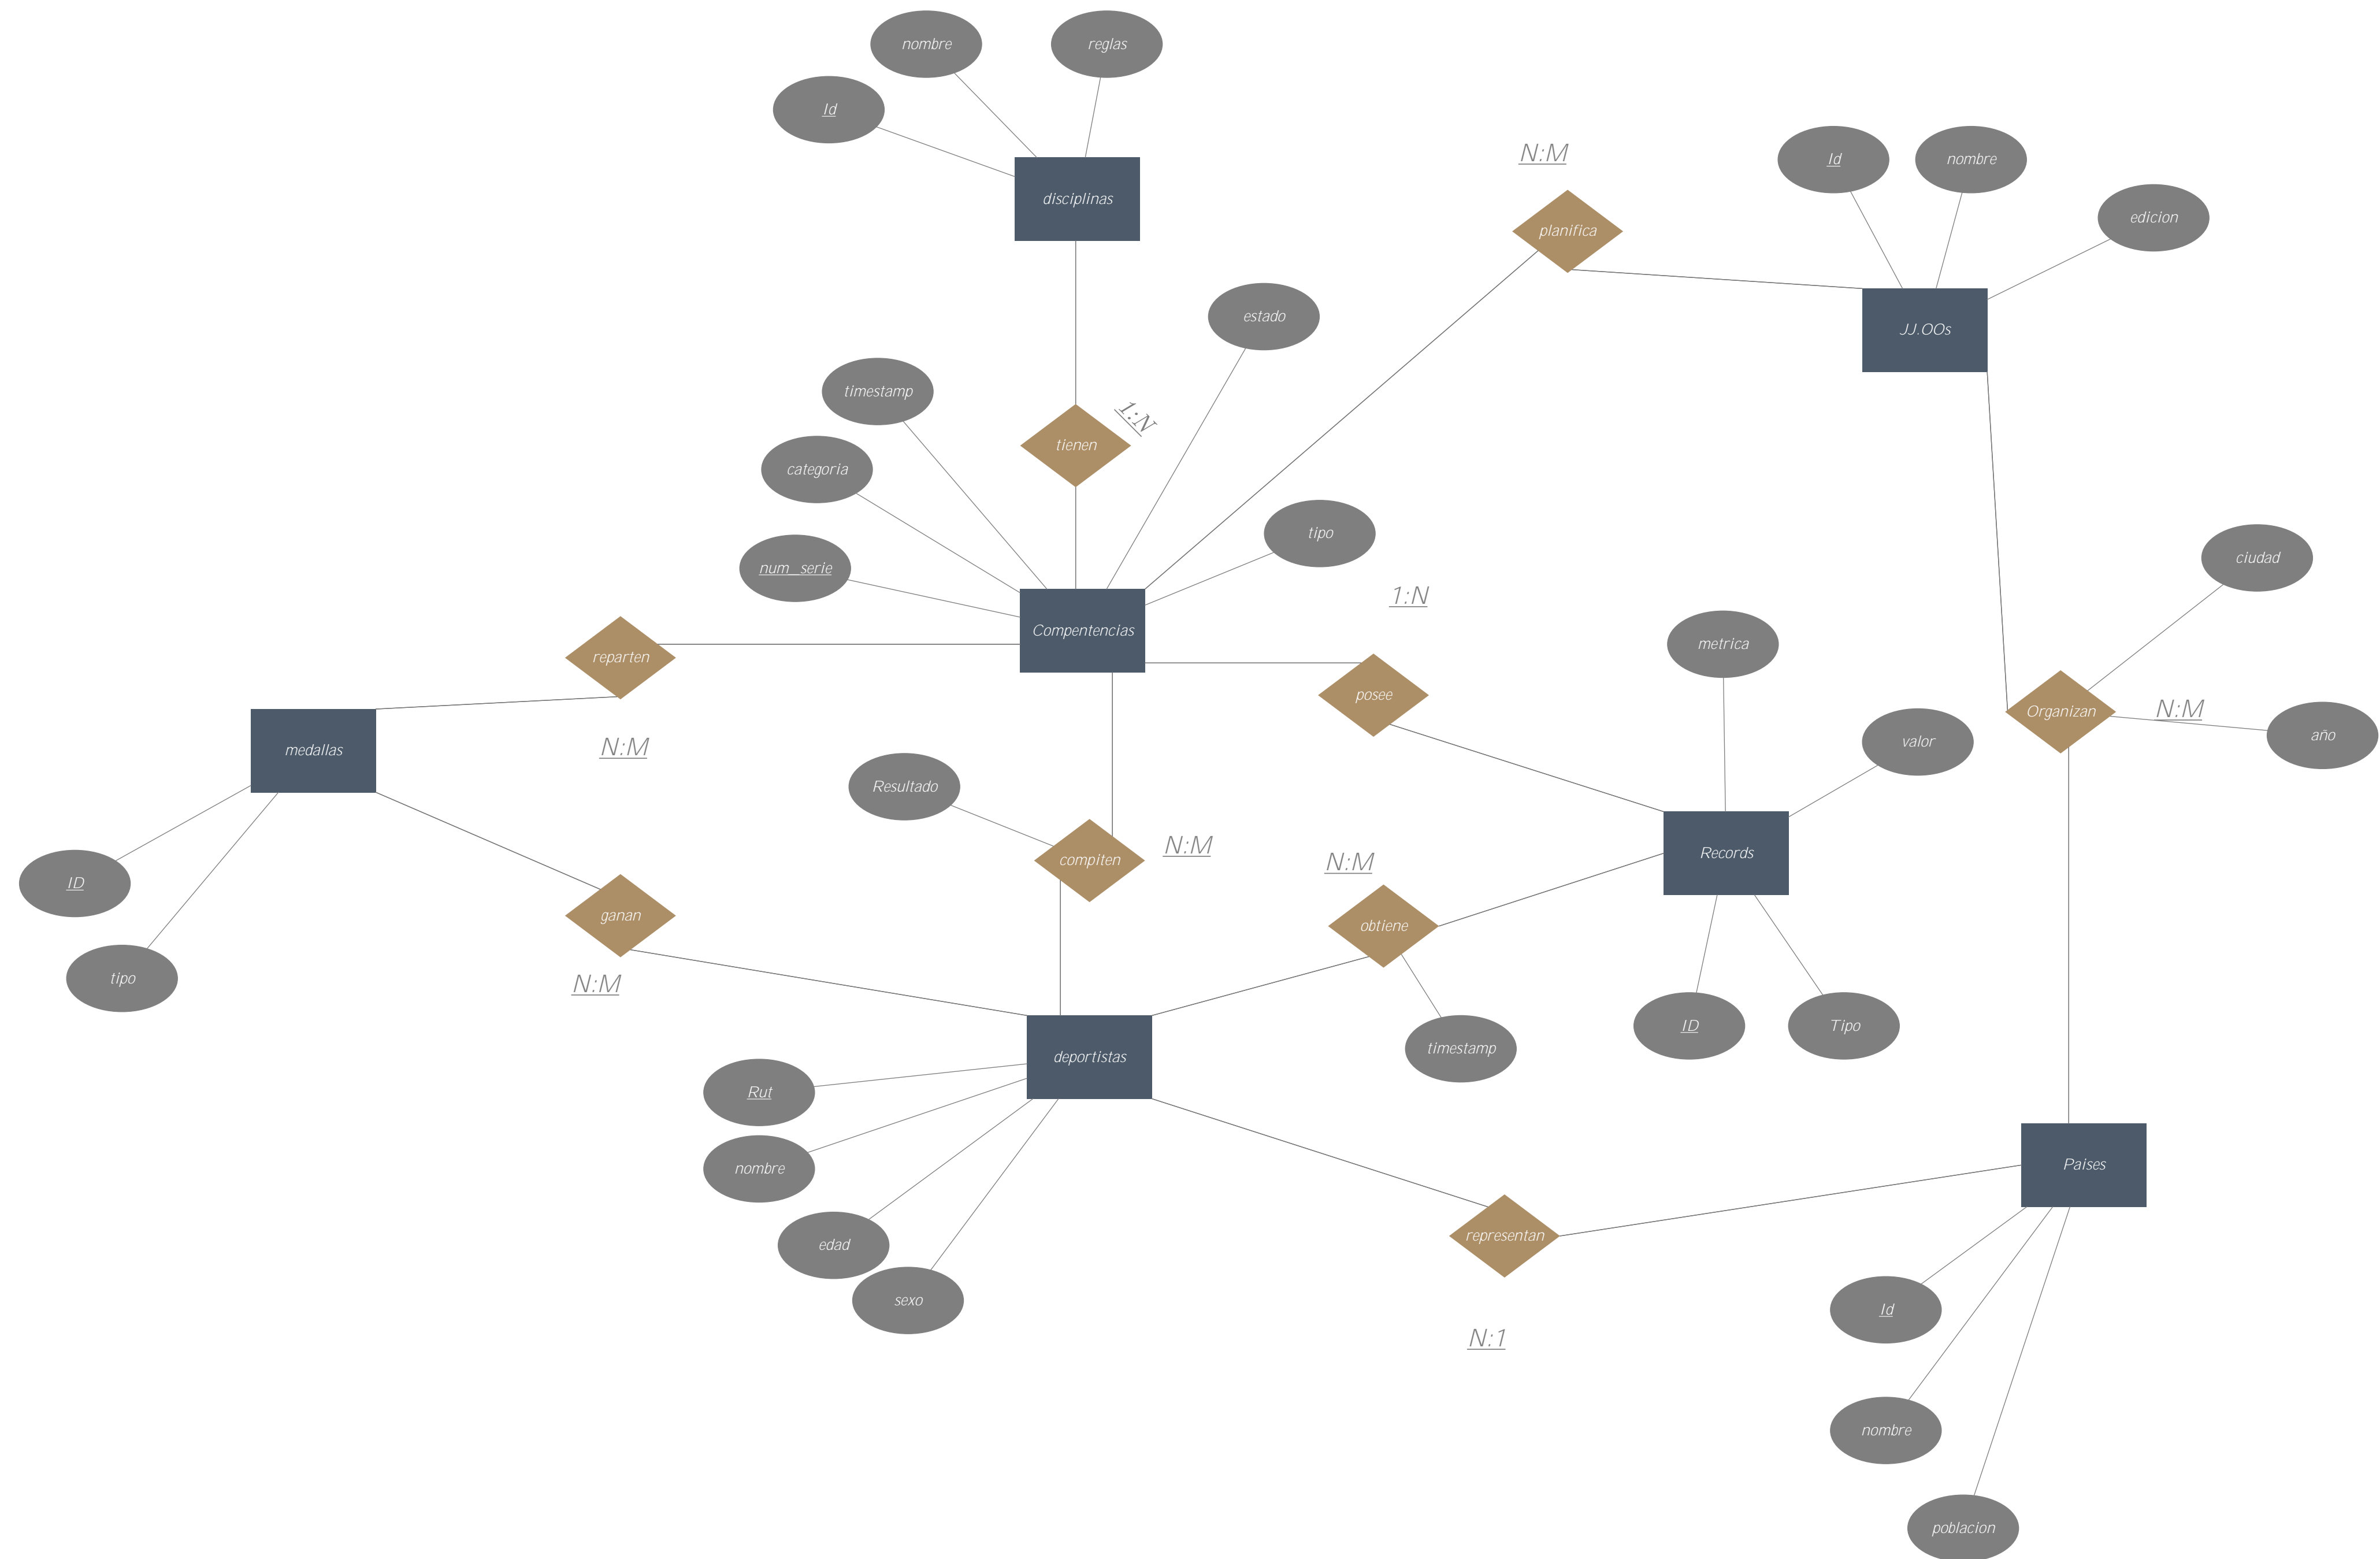 nombre
reglas
Id
disciplinas
N:M
Id
nombre
edicion
planifica
JJ.OOs
estado
timestamp
1:N
tienen
categoria
tipo
num_serie
ciudad
1:N
Compentencias
metrica
reparten
posee
Organizan
N:M
año
valor
medallas
N:M
Resultado
N:M
compiten
N:M
Records
ID
ganan
obtiene
tipo
N:M
ID
Tipo
timestamp
deportistas
Rut
nombre
Paises
edad
representan
sexo
Id
N:1
nombre
poblacion